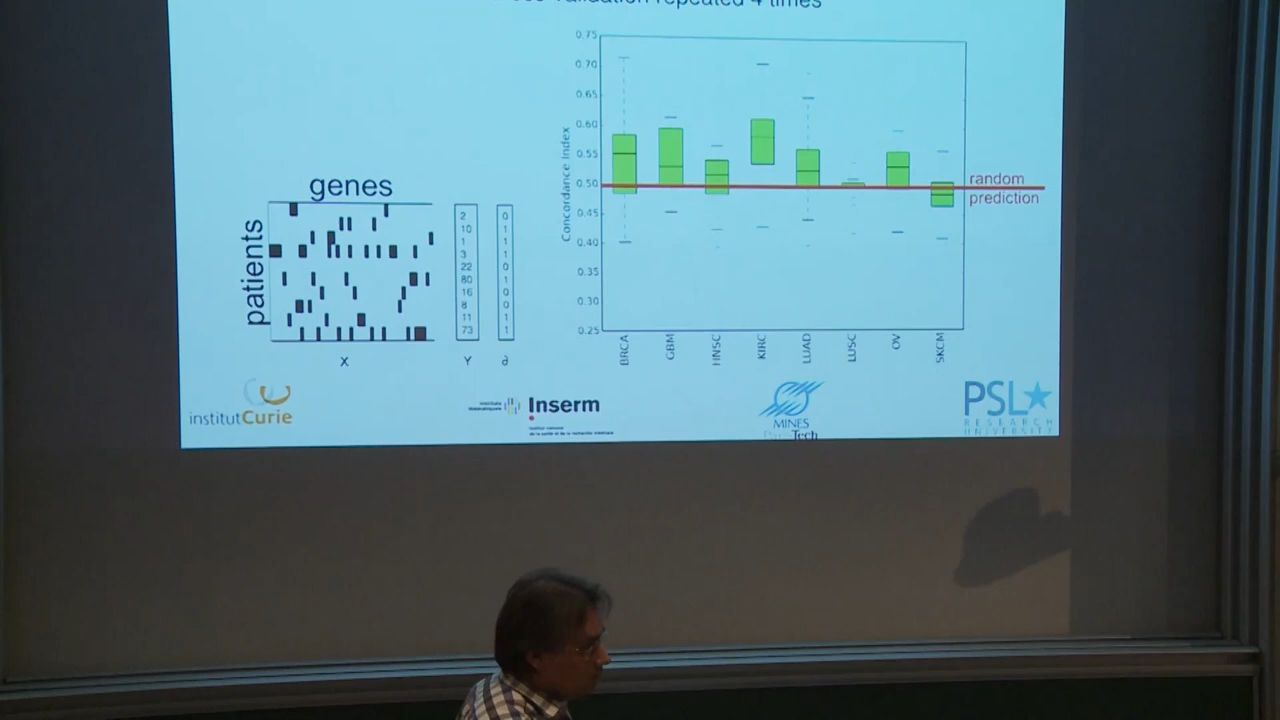 validation repeated 4 times
genes
patients
2 0
10 1
1 1
3 1
22 0
80 1
16 0
8 0
11 1
73 1
X Y ∂
Concordance Index
0.75
0.70
0.65
0.60
0.55
0.50
0.45
0.40
0.35
0.30
0.25
random
prediction
BRCA
GBM
HNSC
KIRC
LUAD
LUSC
OV
SKCM
institutCurie
Inserm
MINES
ParisTech
PSL
RESEARCH
UNIVERSITY